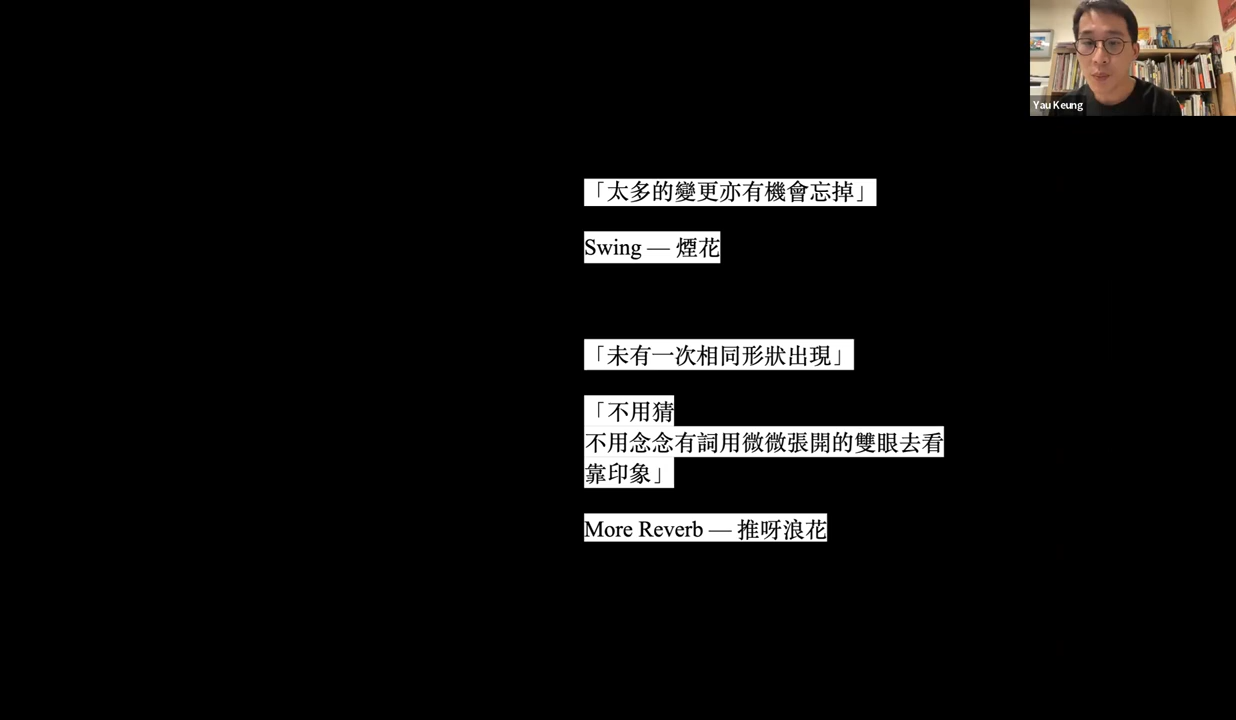 Yau Keung
「太多的變更亦有機會忘掉」
Swing — 煙花
「未有一次相同形狀出現」
「不用猜
不用念念有詞用微微張開的雙眼去看
靠印象」
More Reverb — 推呀浪花